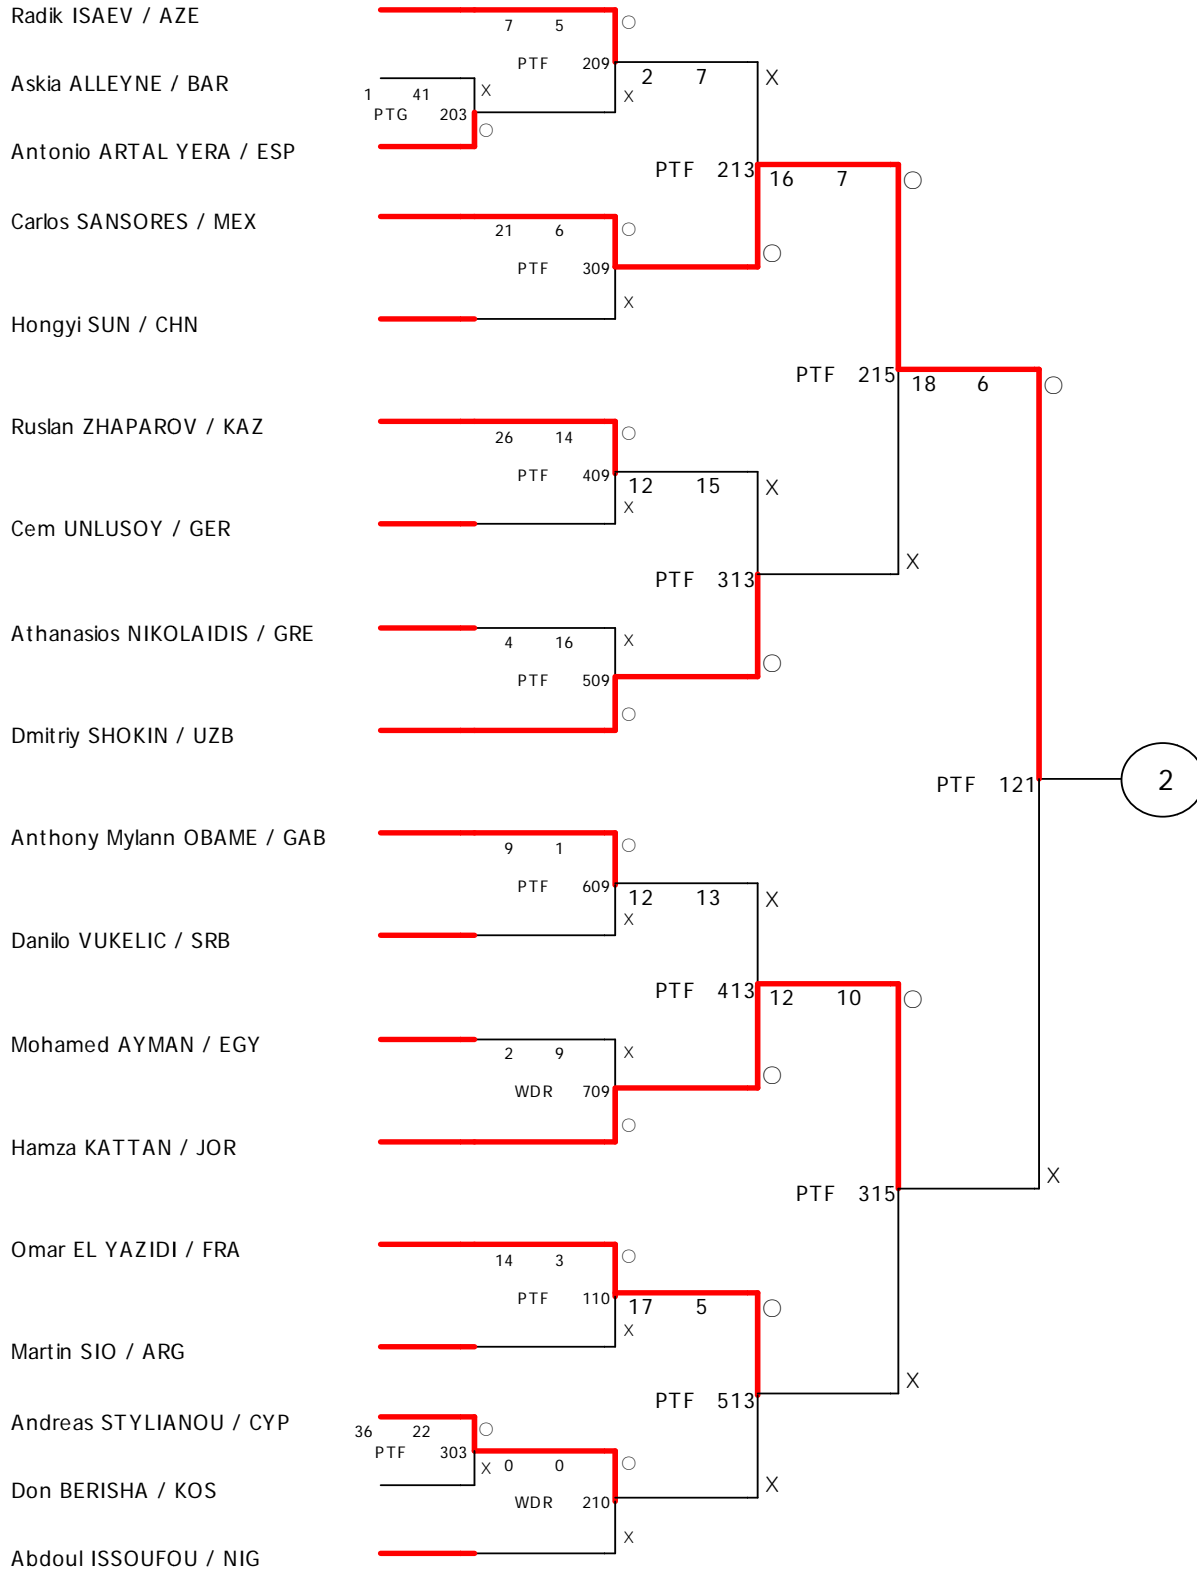 Radik ISAEV / AZE
7 5
PTF 209
2 7 X
Askia ALLEYNE / BAR
1 41 X
PTG 203
X
Antonio ARTAL YERA / ESP
PTF 213
16 7
Carlos SANSORES / MEX
21 6
PTF 309
X
Hongyi SUN / CHN
PTF 215
18 6
Ruslan ZHAPAROV / KAZ
26 14
PTF 409
12 15 X
X
Cem UNLUSOY / GER
X
PTF 313
Athanasios NIKOLAIDIS / GRE
4 16 X
PTF 509
Dmitriy SHOKIN / UZB
PTF 121
2
Anthony Mylann OBAME / GAB
9 1
PTF 609
12 13 X
X
Danilo VUKELIC / SRB
PTF 413
12 10
Mohamed AYMAN / EGY
2 9 X
WDR 709
Hamza KATTAN / JOR
X
PTF 315
Omar EL YAZIDI / FRA
14 3
PTF 110
17 5
X
Martin SIO / ARG
X
PTF 513
Andreas STYLIANOU / CYP
36 22
PTF 303
X 0 0
Don BERISHA / KOS
X
WDR 210
X
Abdoul ISSOUFOU / NIG